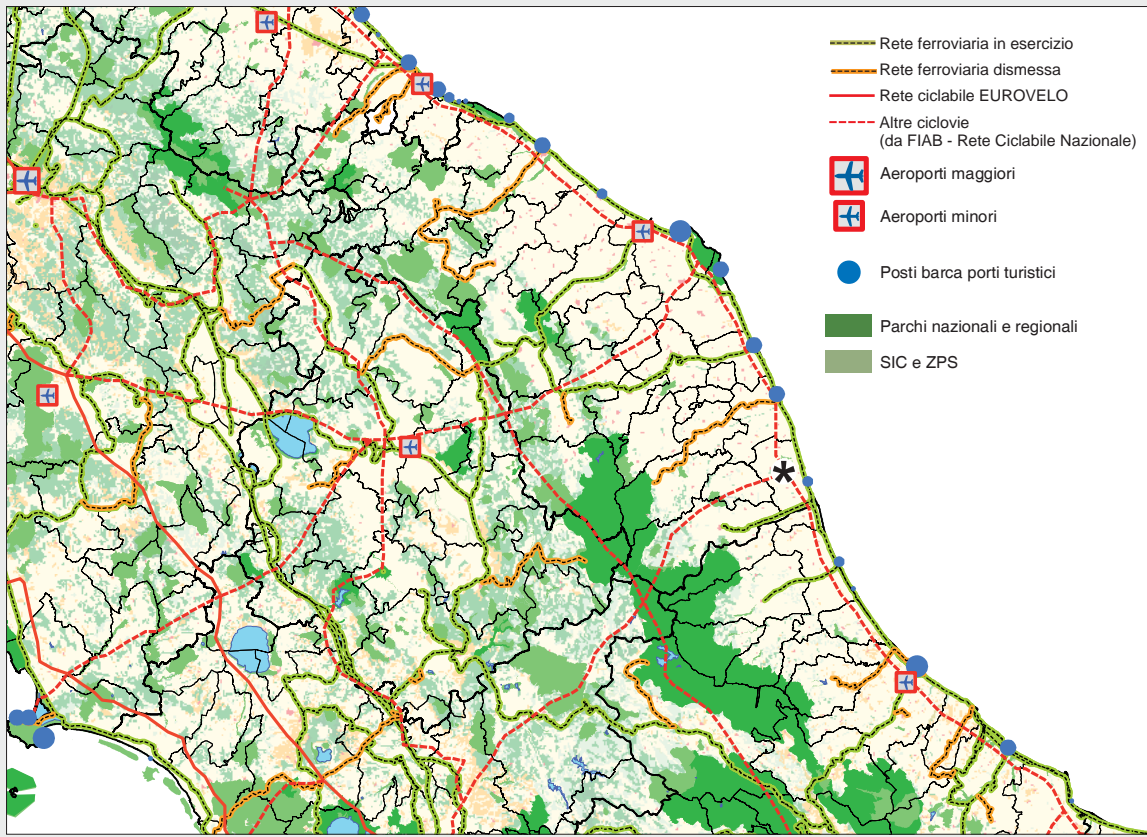 Rete ferroviaria in esercizio
Rete ferroviaria dismessa
Rete ciclabile EUROVELO
Altre ciclovie
(da FIAB - Rete Ciclabile Nazionale)
Aeroporti maggiori
Aeroporti minori
Posti barca porti turistici
Parchi nazionali e regionali
SIC e ZPS
*